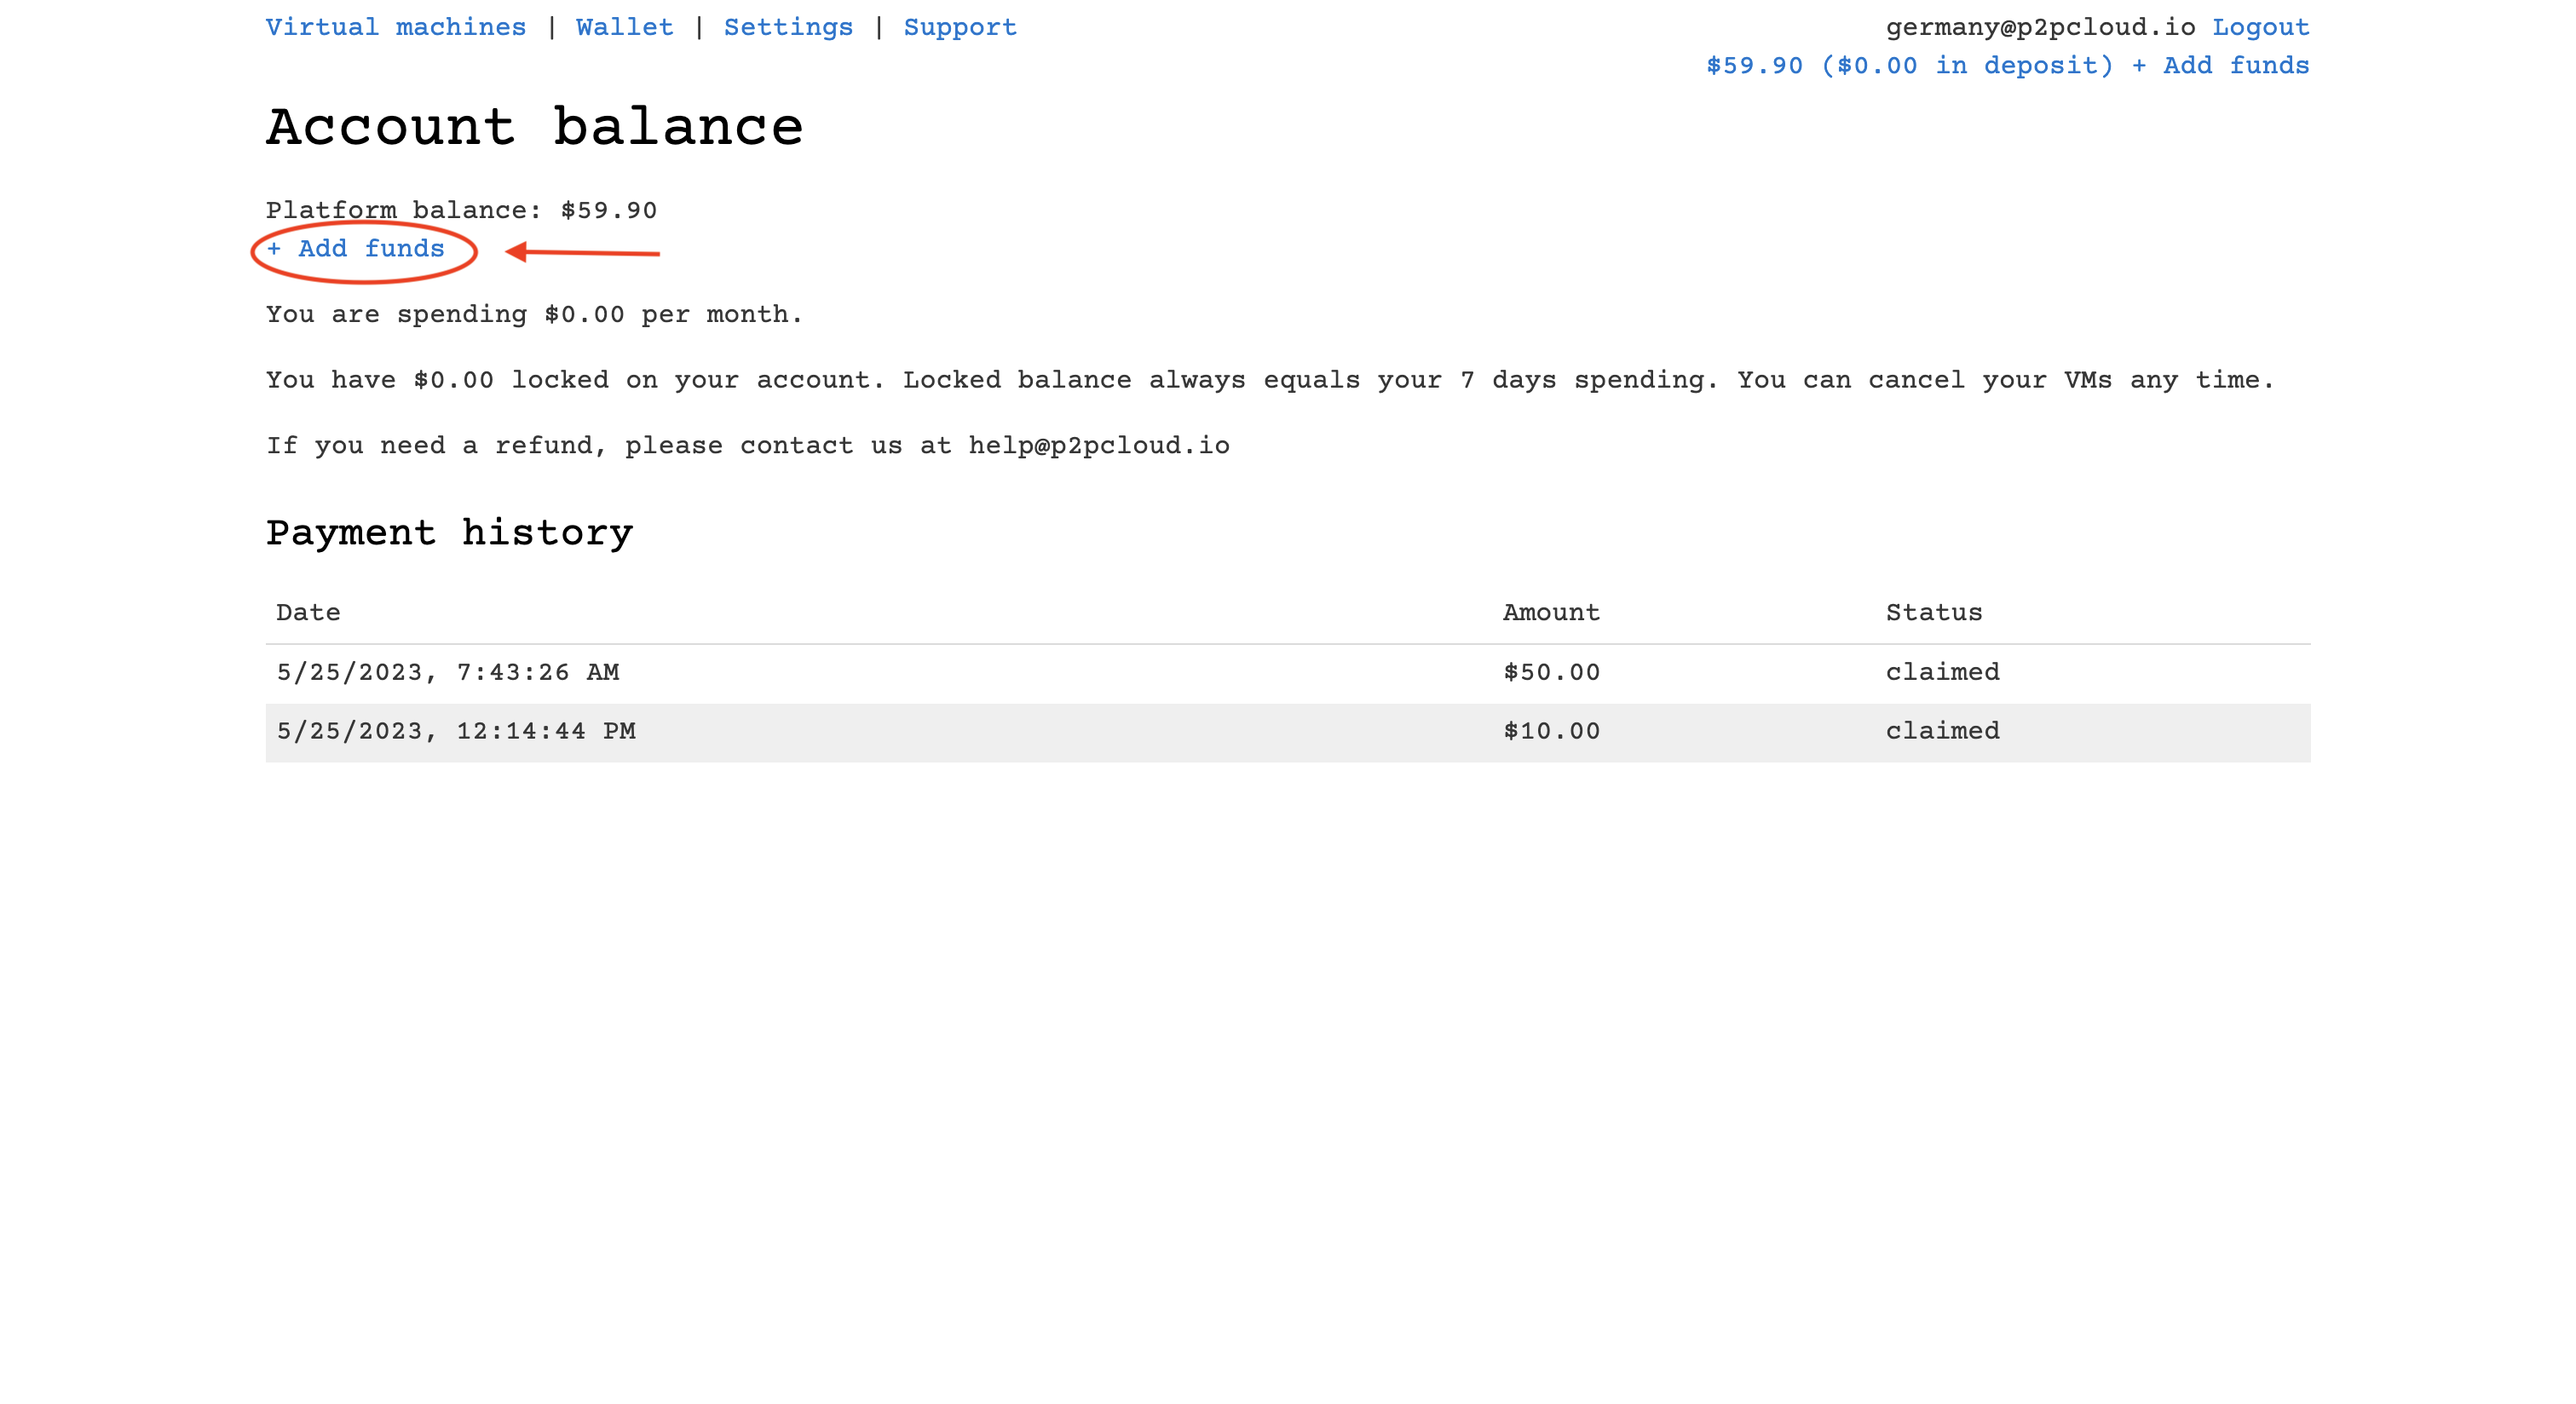 Virtual machines | Wallet | Settings | Support
germany@p2pcloud.io Logout
$59.90 ($0.00 in deposit) + Add funds
Account balance
Platform balance: $59.90
+ Add funds
You are spending $0.00 per month.
You have $0.00 locked on your account. Locked balance always equals your 7 days spending. You can cancel your VMs any time.
If you need a refund, please contact us at help@p2pcloud.io
Payment history
Date Amount Status
5/25/2023, 7:43:26 AM $50.00 claimed
5/25/2023, 12:14:44 PM $10.00 claimed